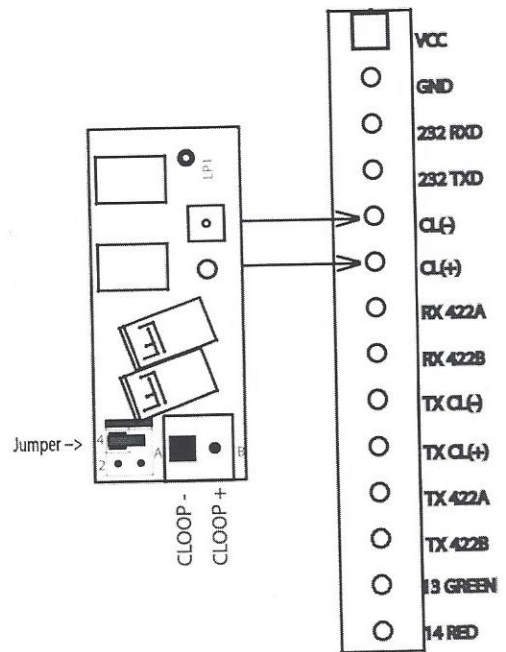 VCC
GND
232 RXD
232 TXD
LP1
CL(-)
CL(+)
RX 422A
RX 422B
TX CL(-)
TX CL(+)
TX 422A
TX 422B
13 GREEN
14 RED
Jumper ->
4
2
A
B
CLOOP -
CLOOP +